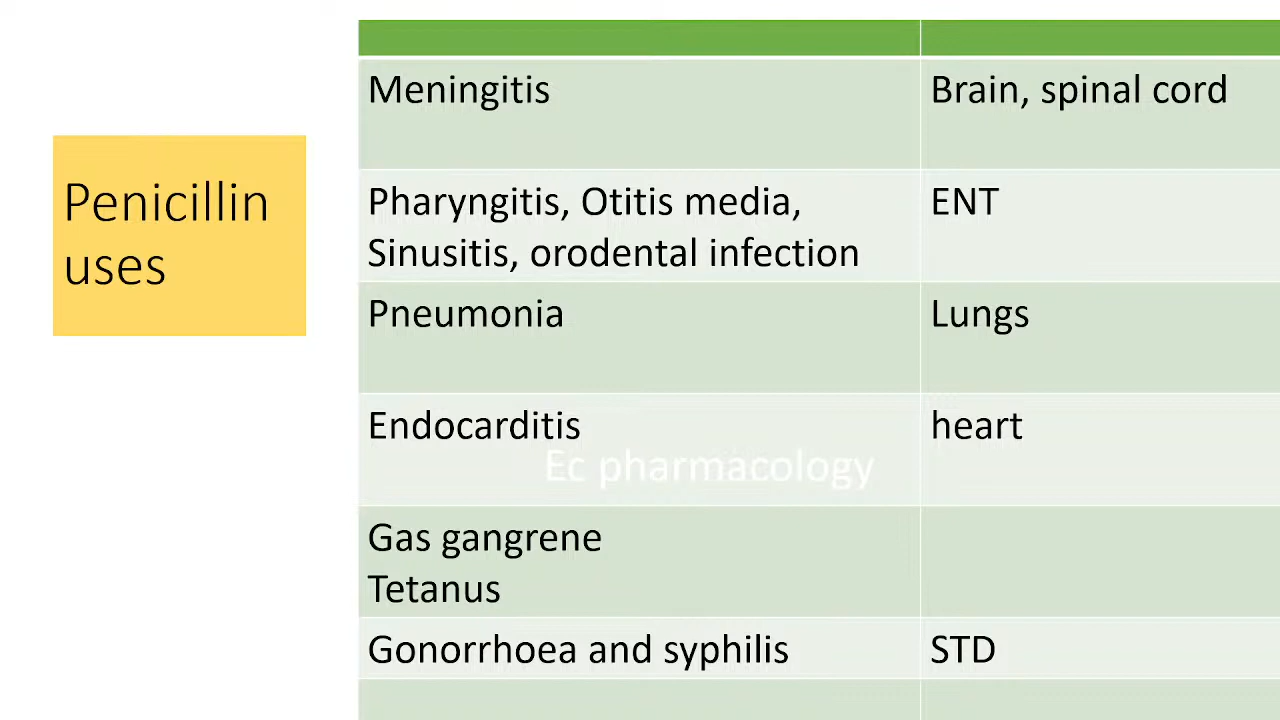 Penicillin
uses
Meningitis
Brain, spinal cord
Pharyngitis, Otitis media,
Sinusitis, orodental infection
ENT
Pneumonia
Lungs
Endocarditis
heart
Ec pharmacology
Gas gangrene
Tetanus
Gonorrhoea and syphilis
STD